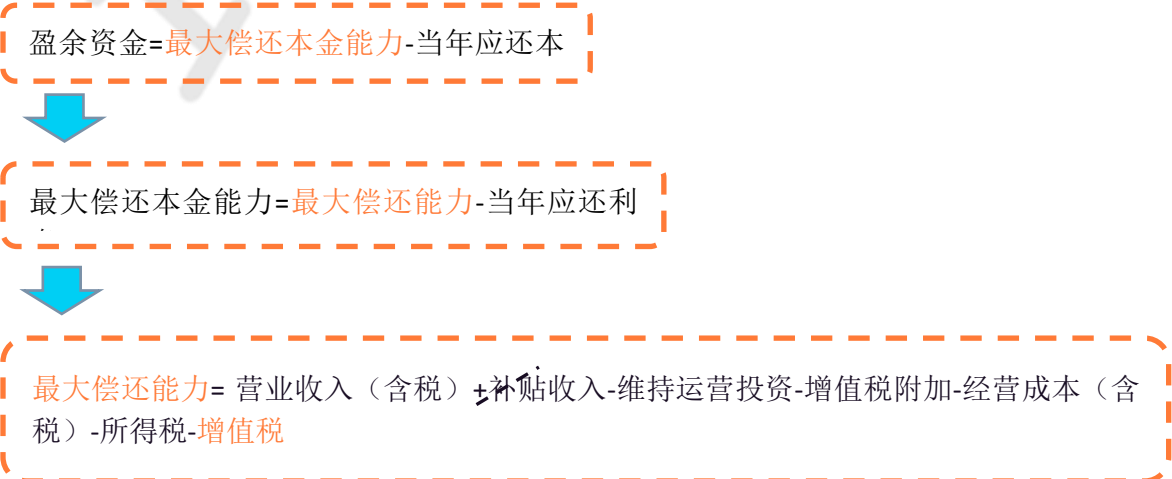 盈余资金=最大偿还本金能力-当年应还本
最大偿还本金能力=最大偿还能力-当年应还利
最大偿还能力= 营业收入（含税）+补贴收入-维持运营投资-增值税附加-经营成本（含
税）-所得税-增值税